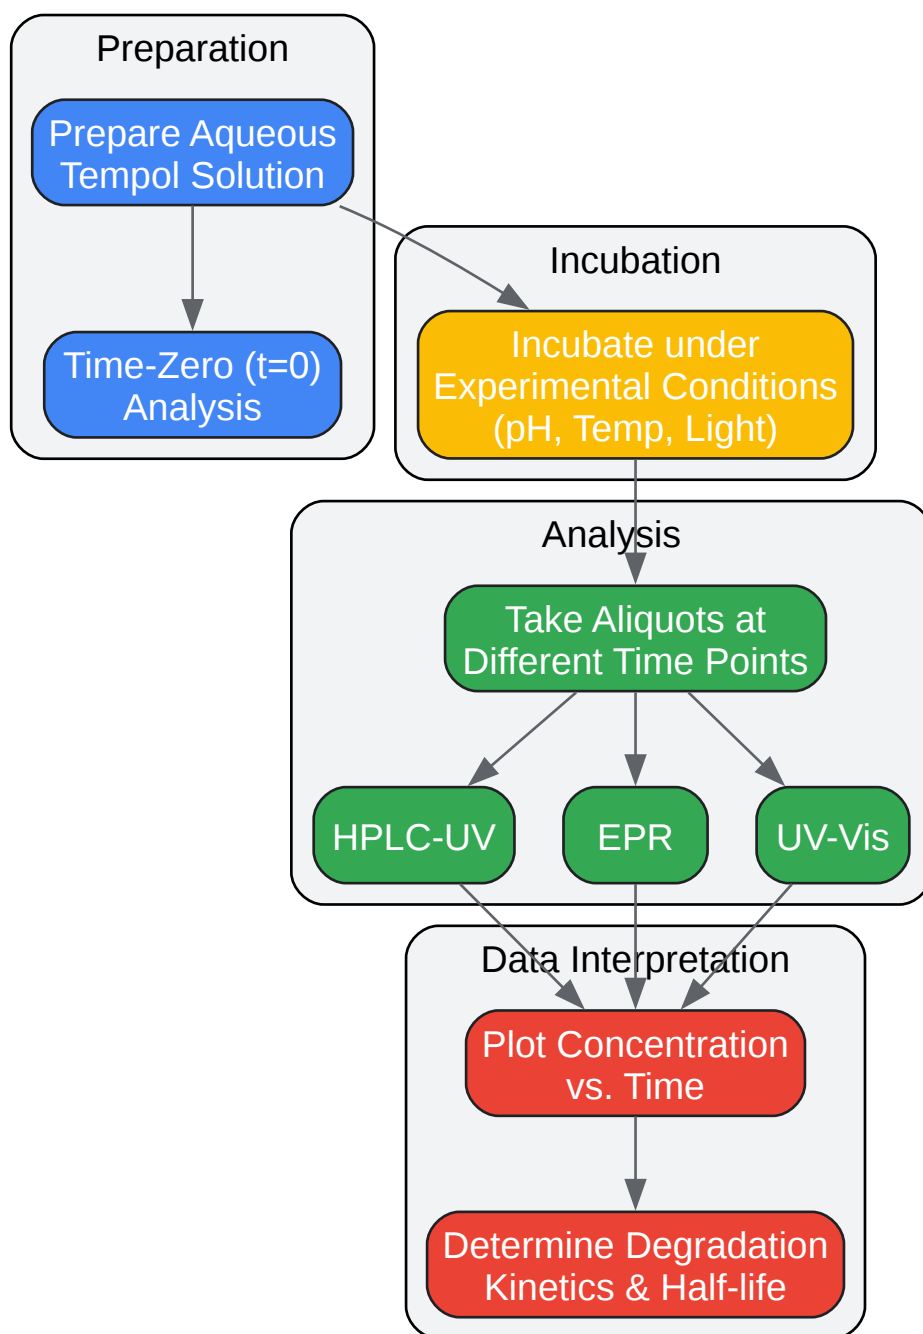 Preparation
Prepare Aqueous
Tempol Solution
Time-Zero (t=0)
Analysis
Incubation
Incubate under
Experimental Conditions
(pH, Temp, Light)
Analysis
Take Aliquots at
Different Time Points
HPLC-UV
EPR
UV-Vis
Data Interpretation
Plot Concentration
vs. Time
Determine Degradation
Kinetics & Half-life